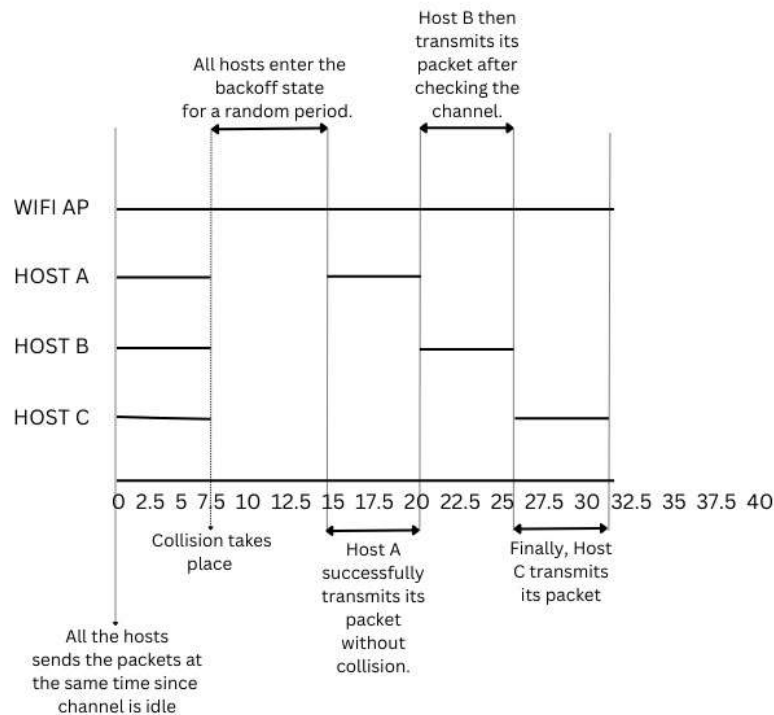 Host B then
transmits its
packet after
checking the
channel.
All hosts enter the
backoff state
for a random period.
WIFI AP
HOST A
HOST B
HOST C
0 2.5 5 7.5 10 12.5 15 17.5 20 22.5 25 27.5 30 32.5 35 37.5 40
Collision takes
place
Host A
successfully
transmits its
packet
without
collision.
Finally, Host
C transmits
its packet
All the hosts
sends the packets at
the same time since
channel is idle